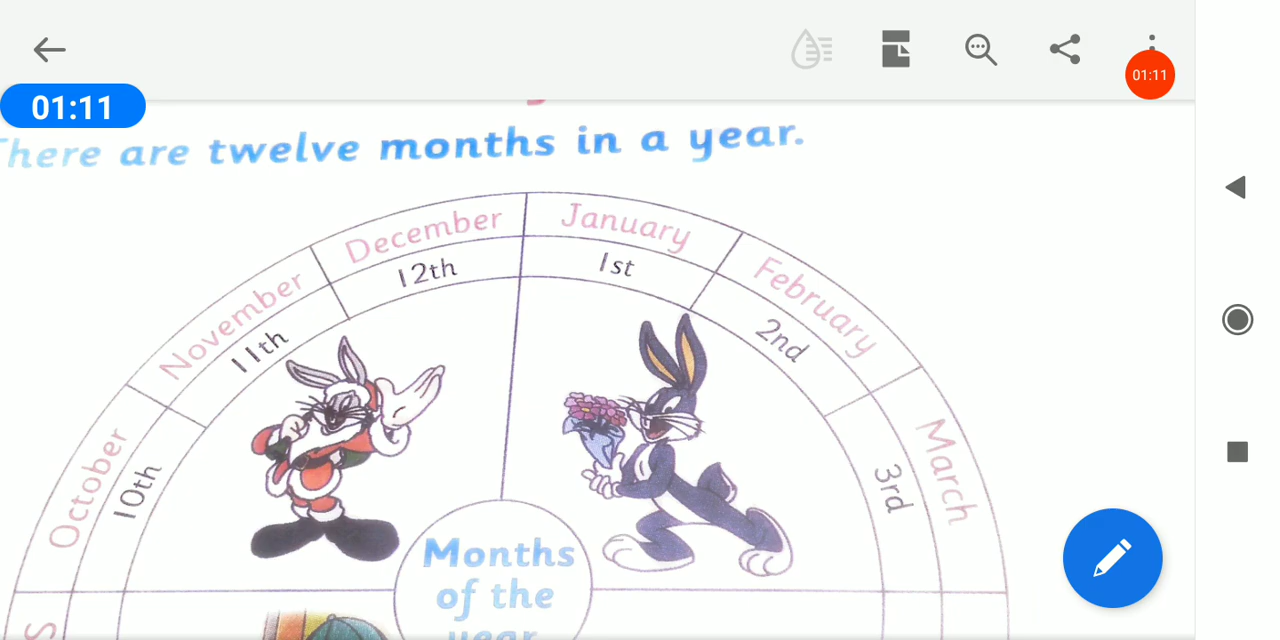 01:11
01:11
There are twelve months in a year.
December
January
12th
1st
November
February
11th
2nd
October
March
10th
3rd
Months
of the
year
S